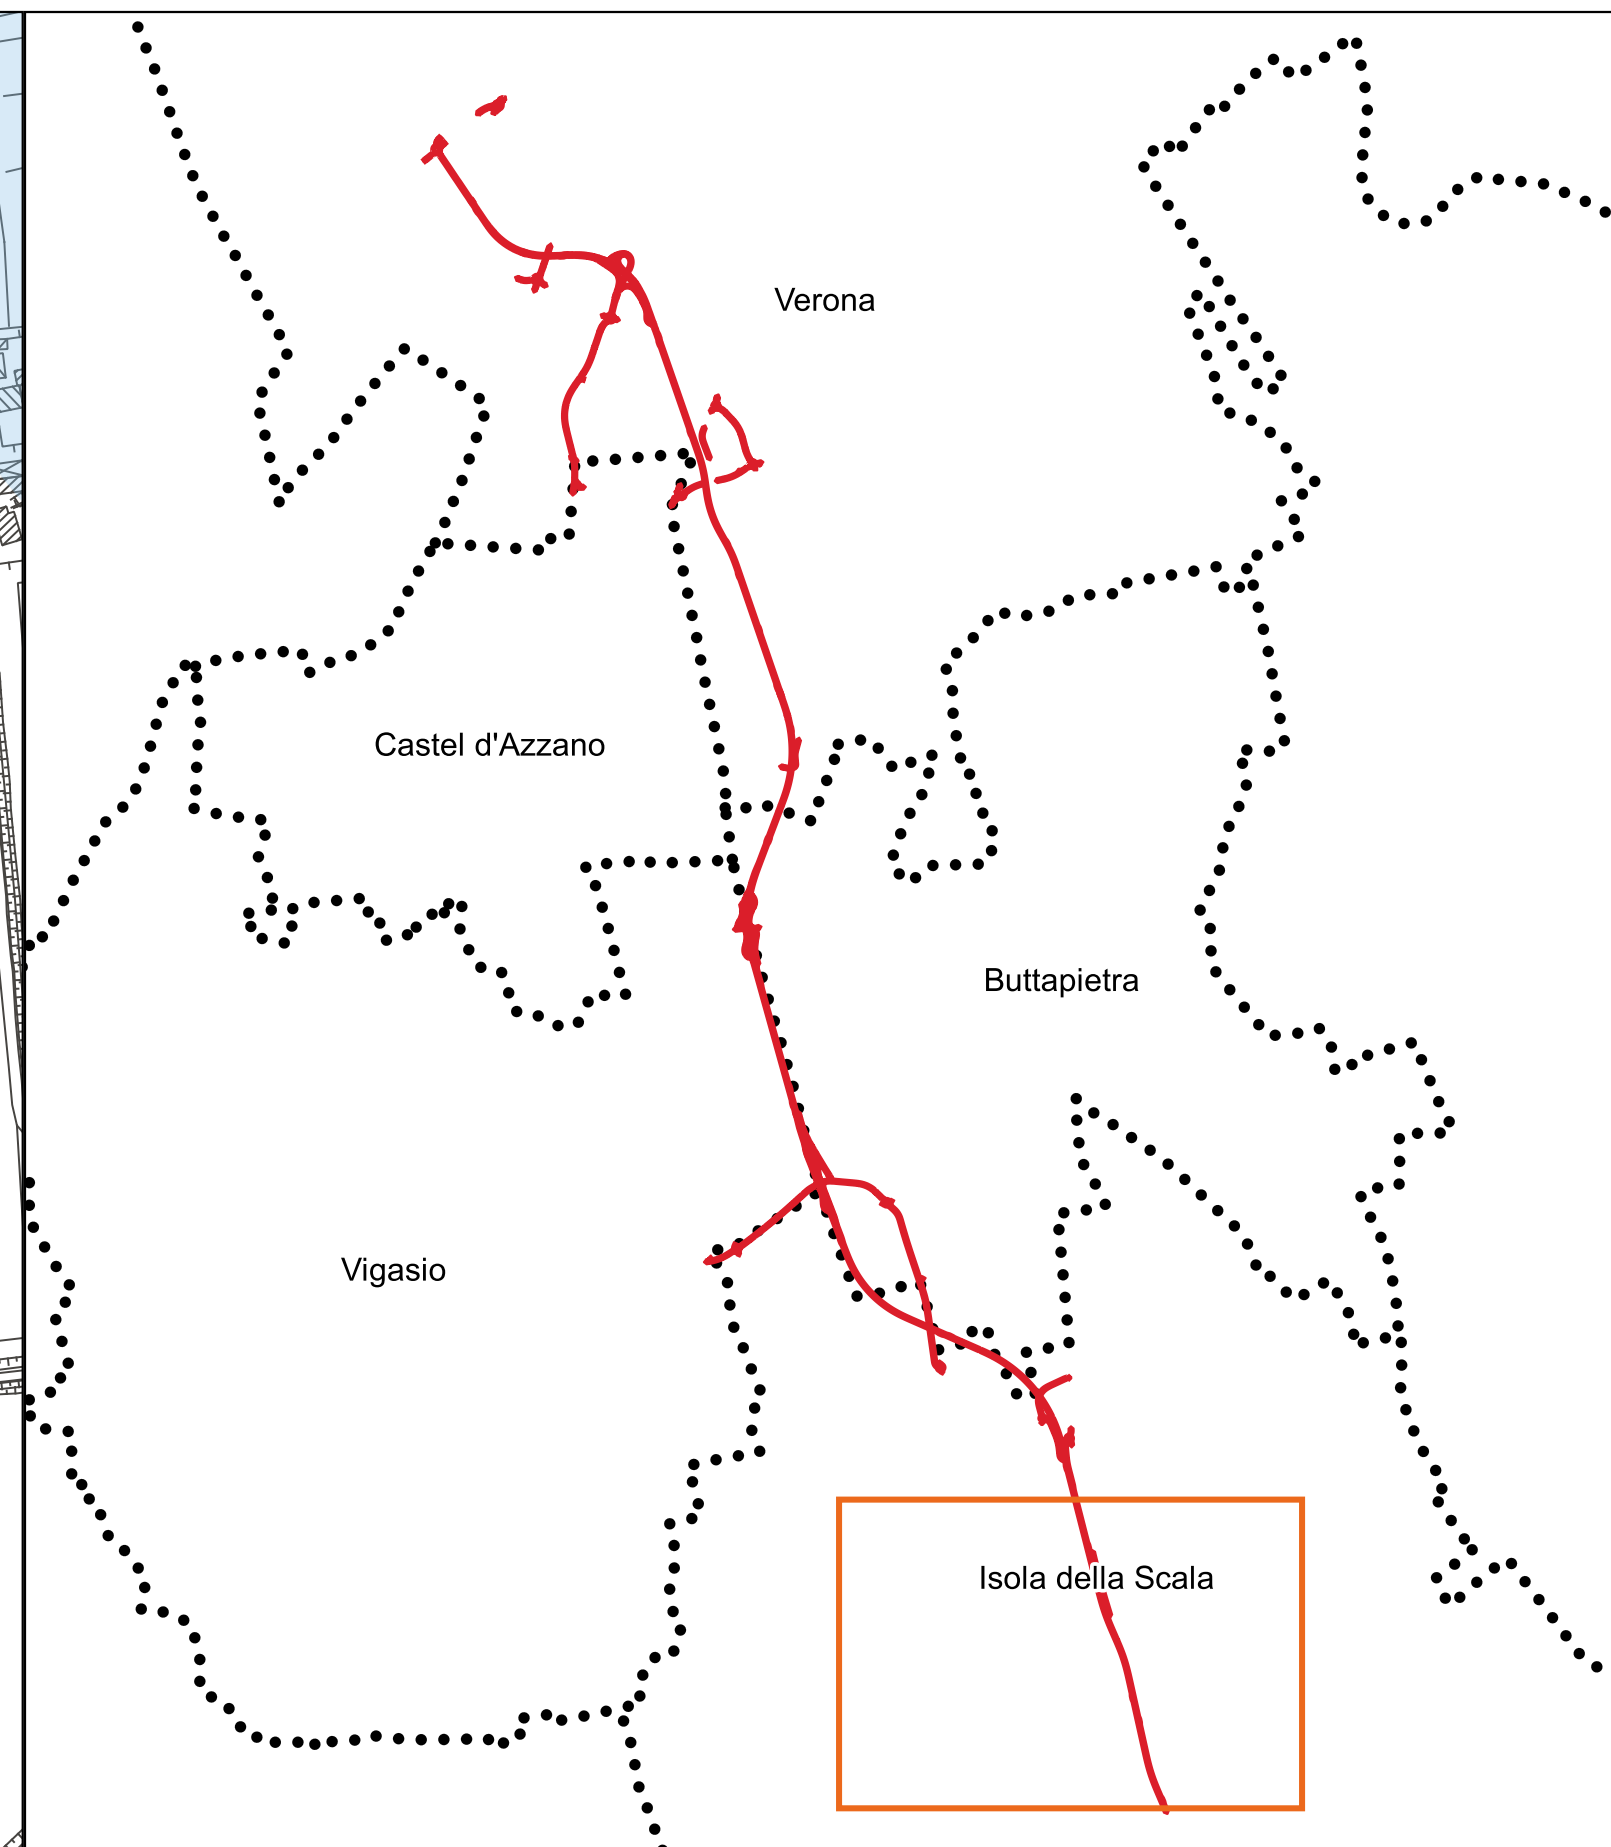 Verona
Castel d'Azzano
Buttapietra
Vigasio
Isola della Scala